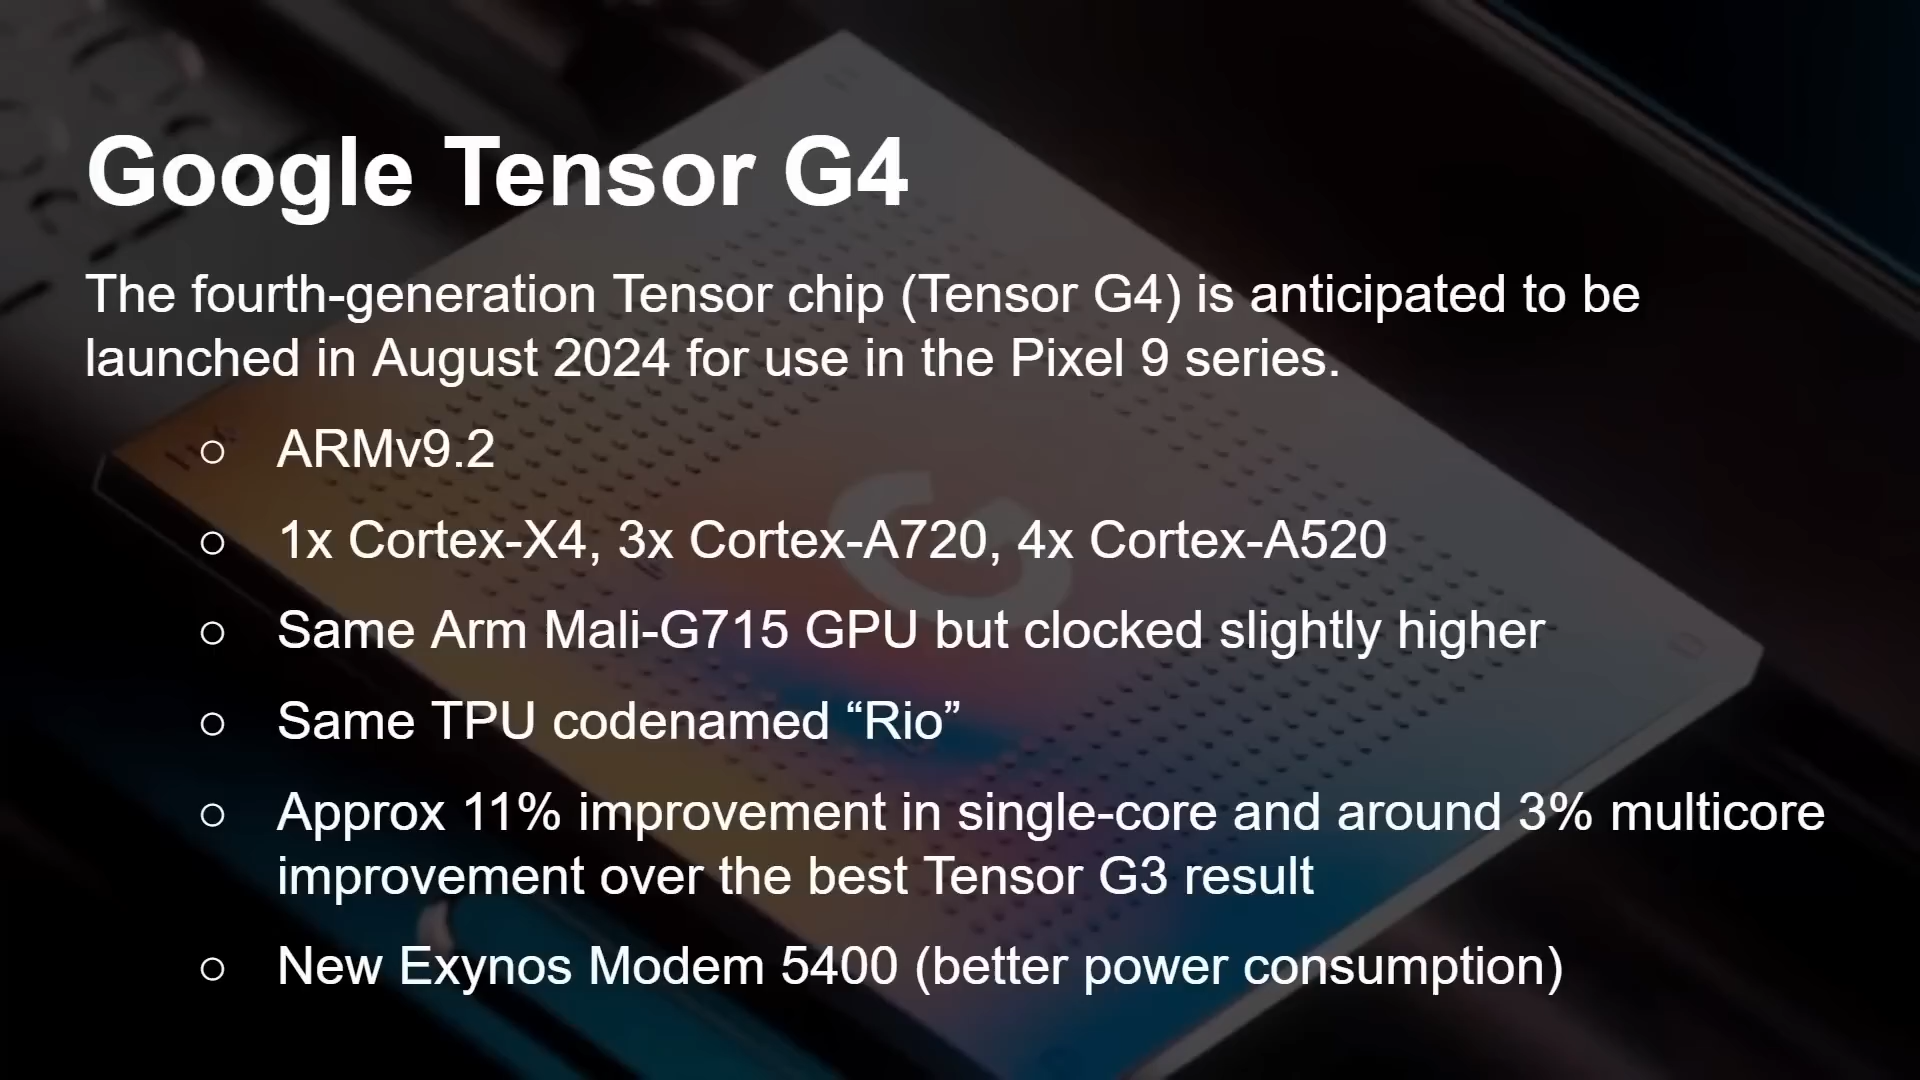 Google Tensor G4
The fourth-generation Tensor chip (Tensor G4) is anticipated to be
launched in August 2024 for use in the Pixel 9 series.
○ ARMv9.2
○ 1x Cortex-X4, 3x Cortex-A720, 4x Cortex-A520
○ Same Arm Mali-G715 GPU but clocked slightly higher
○ Same TPU codenamed “Rio”
○ Approx 11% improvement in single-core and around 3% multicore
improvement over the best Tensor G3 result
○ New Exynos Modem 5400 (better power consumption)